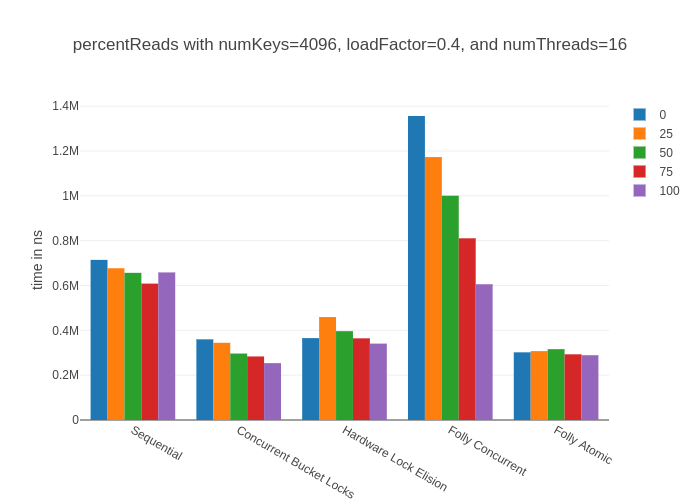 percentReads with numKeys=4096, loadFactor=0.4, and numThreads=16
time in ns
1.4M
1.2M
1M
0.8M
0.6M
0.4M
0.2M
0
Sequential
Concurrent Bucket Locks
Hardware Lock Elision
Folly Concurrent
Folly Atomic
0
25
50
75
100